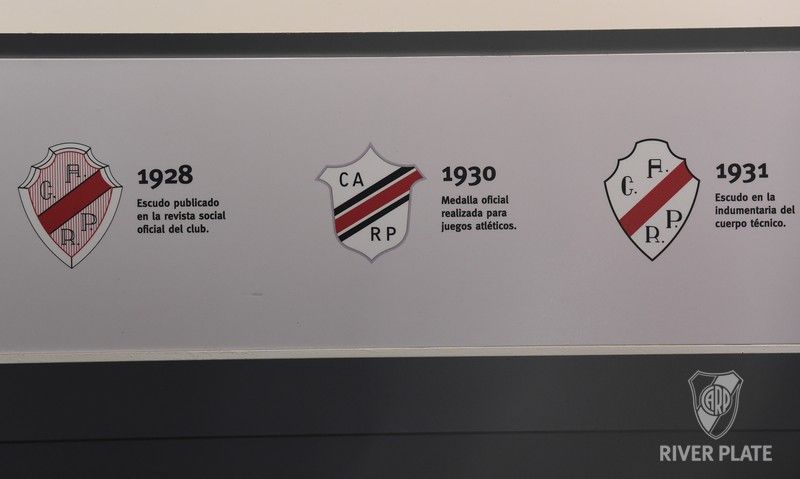 C. A.
R. P.
1928
Escudo publicado
en la revista social
oficial del club.
CA
RP
1930
Medalla oficial
realizada para
juegos atléticos.
C. A.
R. P.
1931
Escudo en la
indumentaria del
cuerpo técnico.
CARP
RIVER PLATE